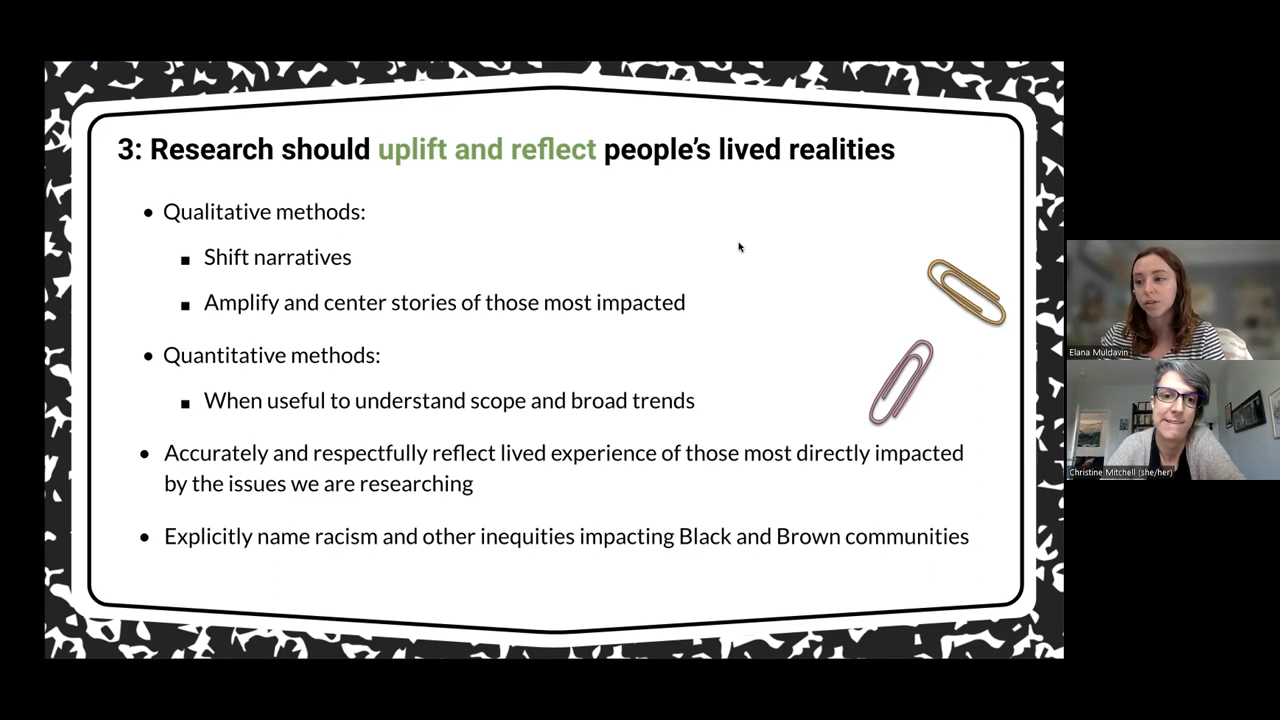 3: Research should uplift and reflect people's lived realities
• Qualitative methods:
▪ Shift narratives
▪ Amplify and center stories of those most impacted
• Quantitative methods:
▪ When useful to understand scope and broad trends
• Accurately and respectfully reflect lived experience of those most directly impacted
by the issues we are researching
• Explicitly name racism and other inequities impacting Black and Brown communities
Elana Muldavin
Christine Mitchell (she/her)